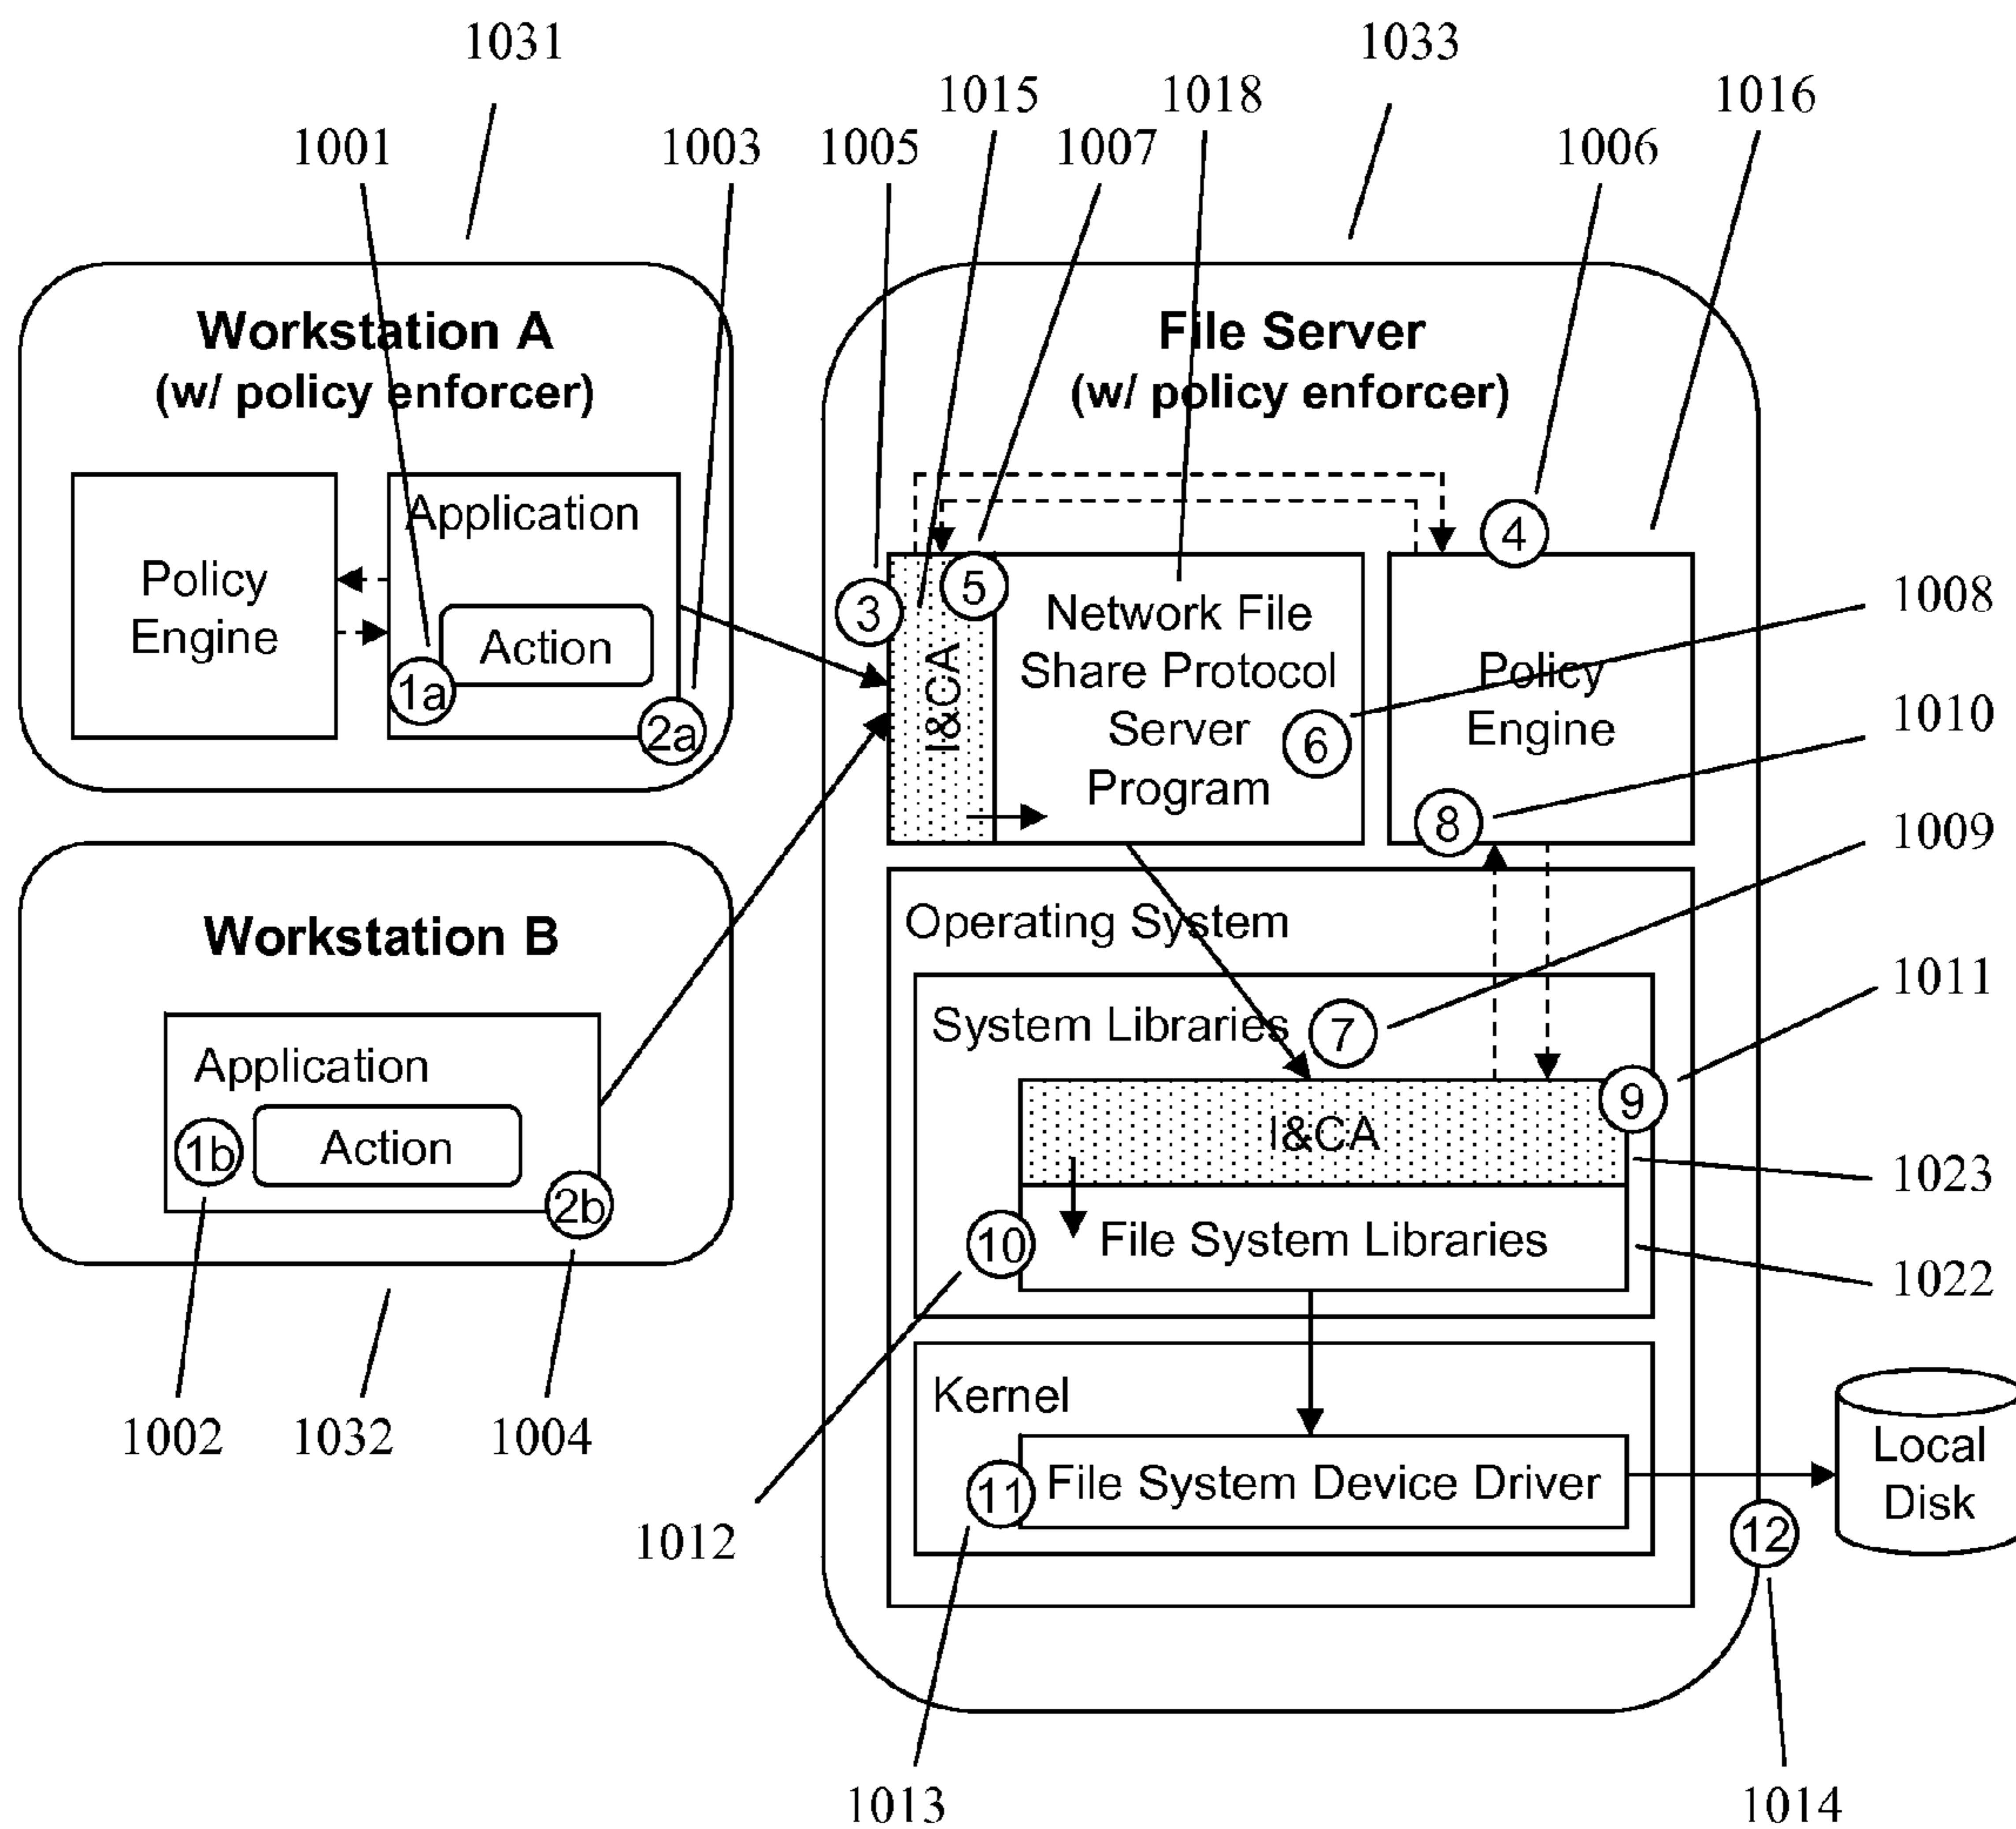 1031
1033
1015
1018
1016
1001
1003
1005
1007
1006
Workstation A
(w/ policy enforcer)
Policy
Engine
Application
Action
1a
2a
File Server
(w/ policy enforcer)
3
5
4
I&CA
Network File
Share Protocol
Server
Program
6
Policy
Engine
8
1008
1010
1009
1011
Workstation B
Application
1b
Action
2b
1002
1032
1004
Operating System
System Libraries
7
I&CA
9
1023
10
File System Libraries
1022
Kernel
11
File System Device Driver
12
Local
Disk
1012
1013
1014